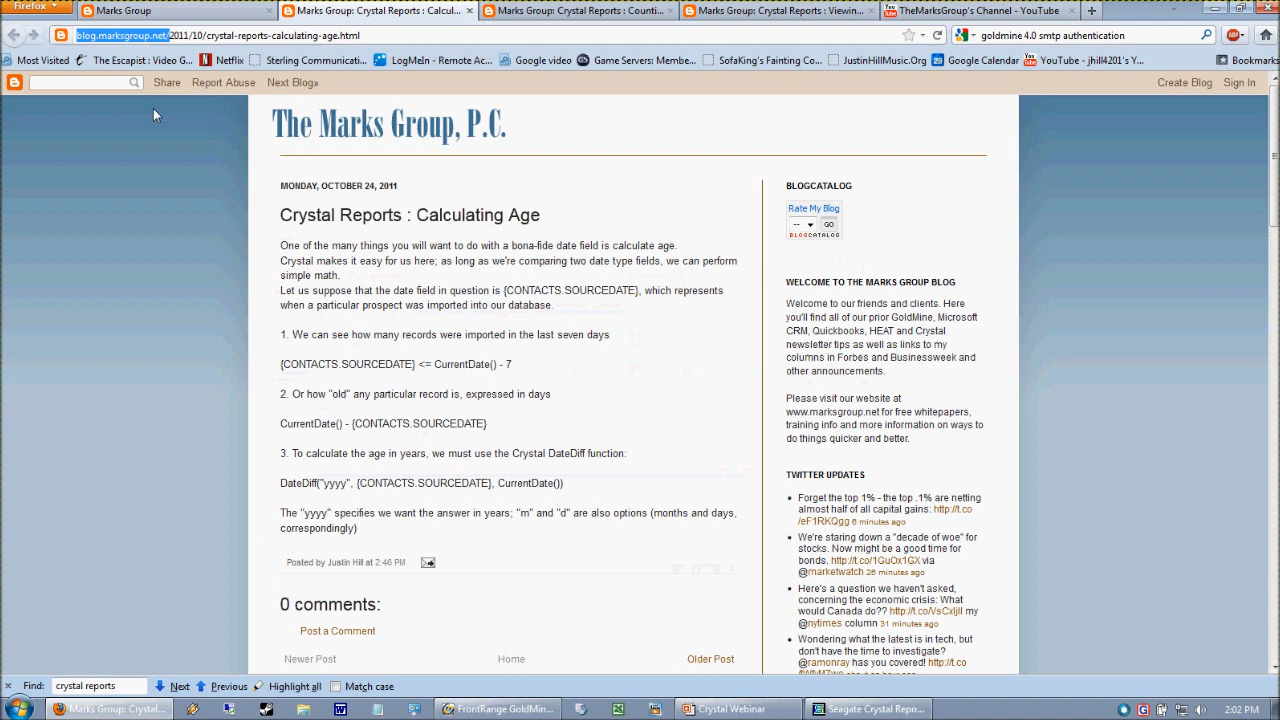 Firefox
Marks Group
Marks Group: Crystal Reports : Calcul...
Marks Group: Crystal Reports : Counti...
Marks Group: Crystal Reports : Viewin...
TheMarksGroup's Channel - YouTube
blog.marksgroup.net/2011/10/crystal-reports-calculating-age.html
goldmine 4.0 smtp authentication
Most Visited
The Escapist : Video G...
Netflix
Sterling Communicatio...
LogMeIn - Remote Ac...
Google video
Game Servers: Membe...
SofaKing's Fainting Co...
JustinHillMusic.Org
Google Calendar
YouTube - jhill4201's Y...
Bookmarks
Share
Report Abuse
Next Blog»
Create Blog
Sign In
The Marks Group, P.C.
MONDAY, OCTOBER 24, 2011
Crystal Reports : Calculating Age
One of the many things you will want to do with a bona-fide date field is calculate age.
Crystal makes it easy for us here; as long as we're comparing two date type fields, we can perform
simple math.
Let us suppose that the date field in question is {CONTACTS.SOURCEDATE}, which represents
when a particular prospect was imported into our database.
1. We can see how many records were imported in the last seven days
{CONTACTS.SOURCEDATE} <= CurrentDate() - 7
2. Or how "old" any particular record is, expressed in days
CurrentDate() - {CONTACTS.SOURCEDATE}
3. To calculate the age in years, we must use the Crystal DateDiff function:
DateDiff("yyyy", {CONTACTS.SOURCEDATE}, CurrentDate())
The "yyyy" specifies we want the answer in years; "m" and "d" are also options (months and days,
correspondingly)
Posted by Justin Hill at 2:46 PM
0 comments:
Post a Comment
Newer Post
Home
Older Post
BLOGCATALOG
Rate My Blog
--
GO
BLOGCATALOG
WELCOME TO THE MARKS GROUP BLOG
Welcome to our friends and clients. Here
you'll find all of our prior GoldMine, Microsoft
CRM, Quickbooks, HEAT and Crystal
newsletter tips as well as links to my
columns in Forbes and Businessweek and
other announcements.
Please visit our website at
www.marksgroup.net for free whitepapers,
training info and more information on ways to
do things quicker and better.
TWITTER UPDATES
Forget the top 1% - the top .1% are netting
almost half of all capital gains: http://t.co
/eF1RKQgg 6 minutes ago
We're staring down a "decade of woe" for
stocks. Now might be a good time for
bonds. http://t.co/1GuOx1GX via
@marketwatch 26 minutes ago
Here's a question we haven't asked,
concerning the economic crisis: What
would Canada do?? http://t.co/VsCxljlI my
@nytimes column 31 minutes ago
Wondering what the latest is in tech, but
don't have the time to investigate?
@ramonray has you covered! http://t.co
Find:
crystal reports
Next
Previous
Highlight all
Match case
Marks Group: Crystal...
FrontRange GoldMin...
Crystal Webinar
Seagate Crystal Repo...
2:02 PM